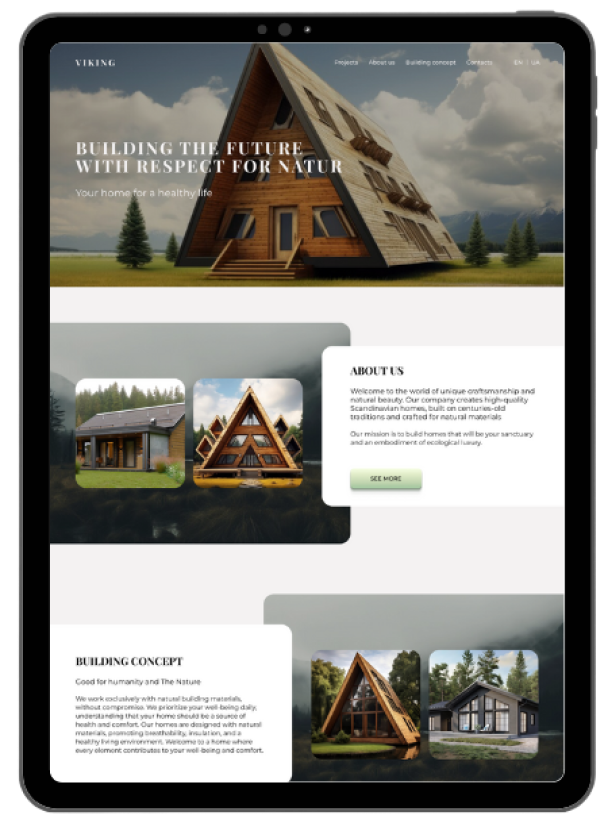 VIKING
Projects About us Building concept Contacts EN | UA
BUILDING THE FUTURE
WITH RESPECT FOR NATUR
Your home for a healthy life
ABOUT US
Welcome to the world of unique craftsmanship and
natural beauty. Our company creates high-quality
Scandinavian homes, built on centuries-old
traditions and crafted for natural materials
Our mission is to build homes that will be your sanctuary
and an embodiment of ecological luxury.
SEE MORE
BUILDING CONCEPT
Good for humanity and The Nature
We work exclusively with natural building materials,
without compromise. We prioritize your well-being daily,
understanding that your home should be a source of
health and comfort. Our homes are designed with natural
materials, promoting breathability, insulation, and a
healthy living environment. Welcome to a home where
every element contributes to your well-being and comfort.